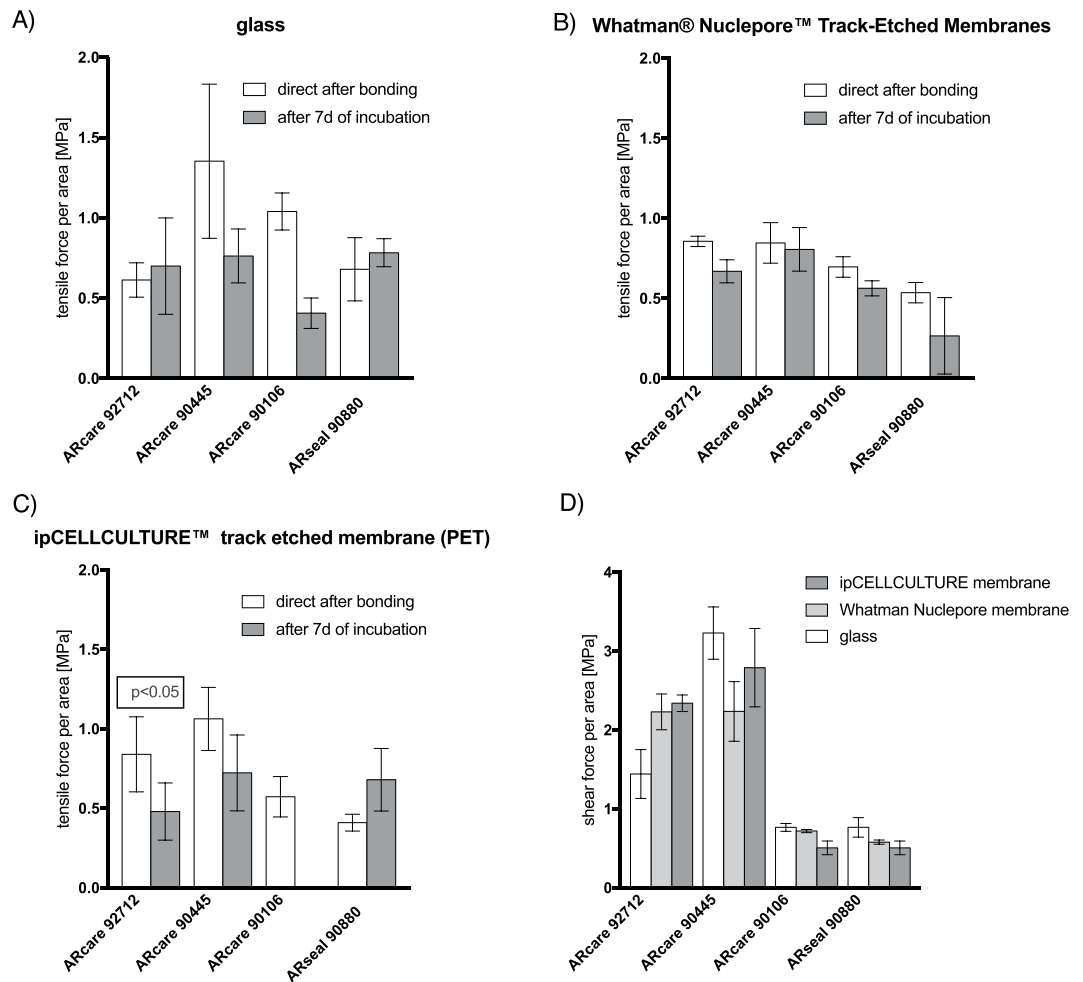 A)
glass
2.0
1.5
1.0
0.5
0.0
tensile force per area [MPa]
direct after bonding
after 7d of incubation
ARcare 92712
ARcare 90445
ARcare 90106
ARseal 90880
B)
Whatman® Nuclepore™ Track-Etched Membranes
2.0
1.5
1.0
0.5
0.0
tensile force per area [MPa]
direct after bonding
after 7d of incubation
ARcare 92712
ARcare 90445
ARcare 90106
ARseal 90880
C)
ipCELLCULTURE™ track etched membrane (PET)
2.0
1.5
1.0
0.5
0.0
tensile force per area [MPa]
direct after bonding
after 7d of incubation
p<0.05
ARcare 92712
ARcare 90445
ARcare 90106
ARseal 90880
D)
4
3
2
1
0
shear force per area [MPa]
ipCELLCULTURE membrane
Whatman Nuclepore membrane
glass
ARcare 92712
ARcare 90445
ARcare 90106
ARseal 90880